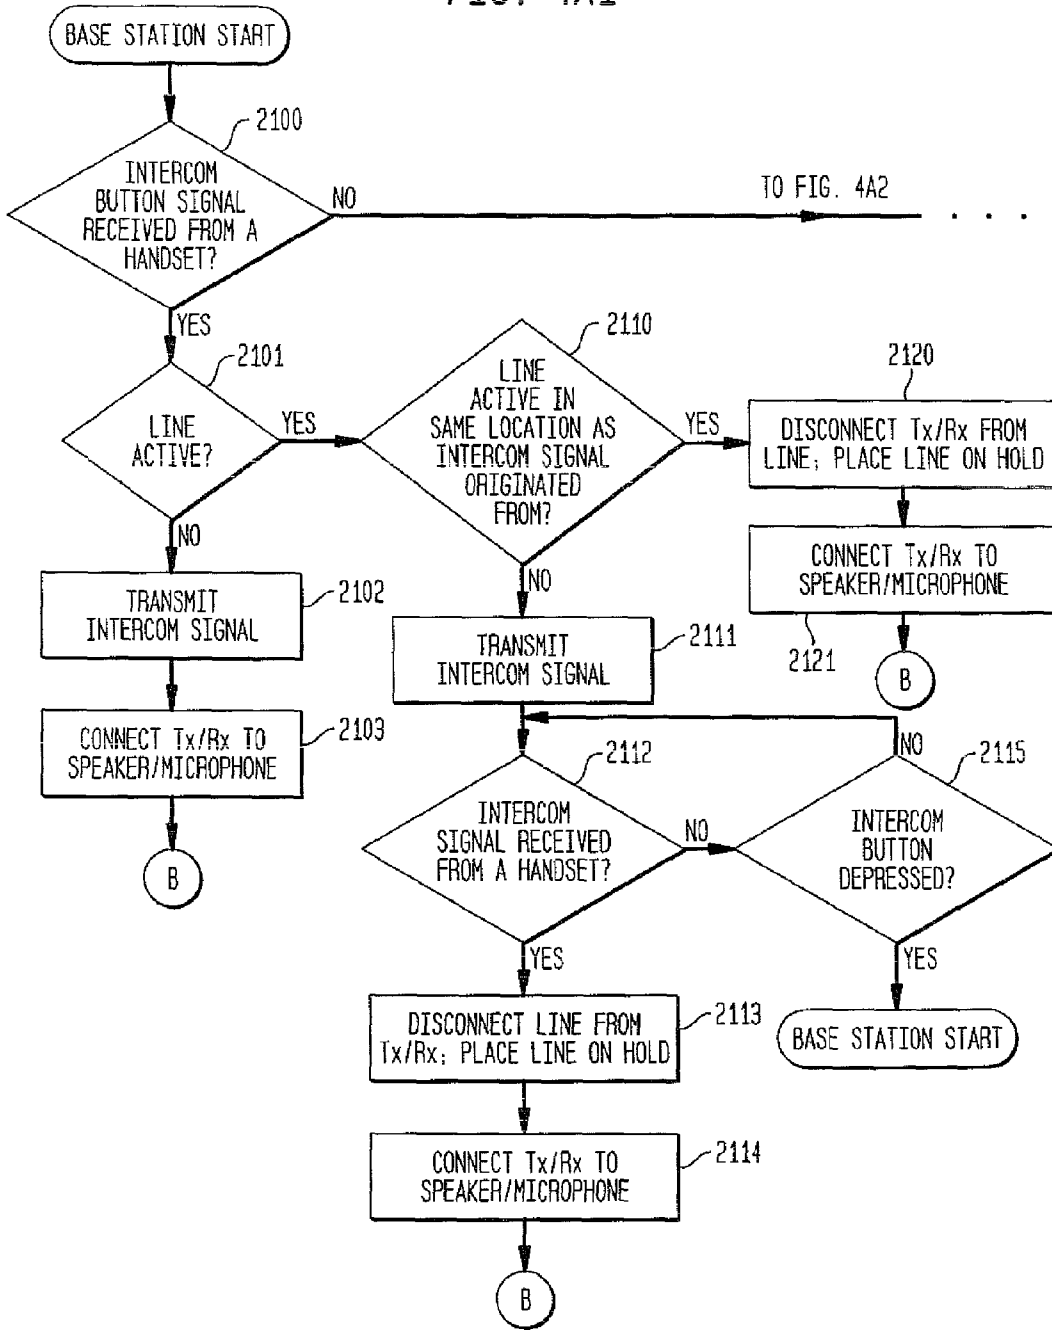 FIG. 4A1
BASE STATION START
2100
INTERCOM
BUTTON SIGNAL
RECEIVED FROM A
HANDSET?
NO
TO FIG. 4A2
. . .
YES
2101
LINE
ACTIVE?
YES
NO
2110
LINE
ACTIVE IN
SAME LOCATION AS
INTERCOM SIGNAL
ORIGINATED
FROM?
YES
NO
2120
DISCONNECT Tx/Rx FROM
LINE; PLACE LINE ON HOLD
CONNECT Tx/Rx TO
SPEAKER/MICROPHONE
2121
B
2102
TRANSMIT
INTERCOM SIGNAL
2103
CONNECT Tx/Rx TO
SPEAKER/MICROPHONE
B
2111
TRANSMIT
INTERCOM SIGNAL
2112
INTERCOM
SIGNAL RECEIVED
FROM A HANDSET?
NO
YES
NO
2115
INTERCOM
BUTTON
DEPRESSED?
YES
BASE STATION START
2113
DISCONNECT LINE FROM
Tx/Rx; PLACE LINE ON HOLD
2114
CONNECT Tx/Rx TO
SPEAKER/MICROPHONE
B